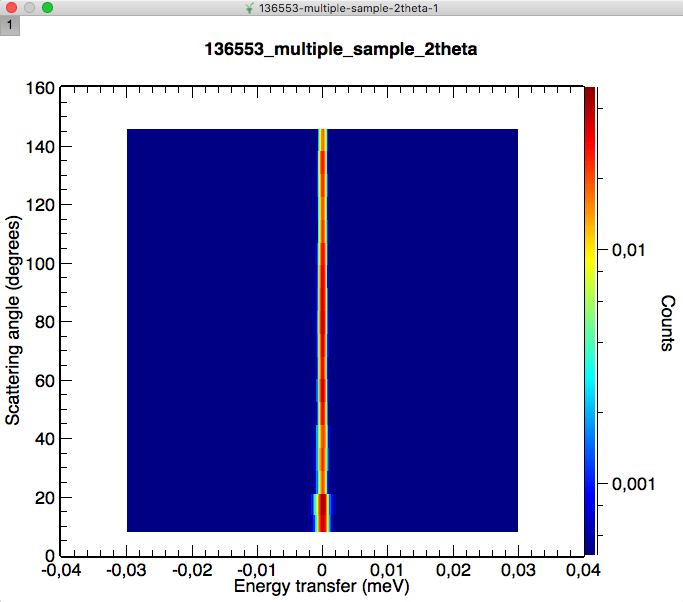 136553-multiple-sample-2theta-1
1
136553_multiple_sample_2theta
160
140
120
100
80
60
40
20
0
Scattering angle (degrees)
-0,04 -0,03 -0,02 -0,01 0 0,01 0,02 0,03 0,04
Energy transfer (meV)
0,01
0,001
Counts